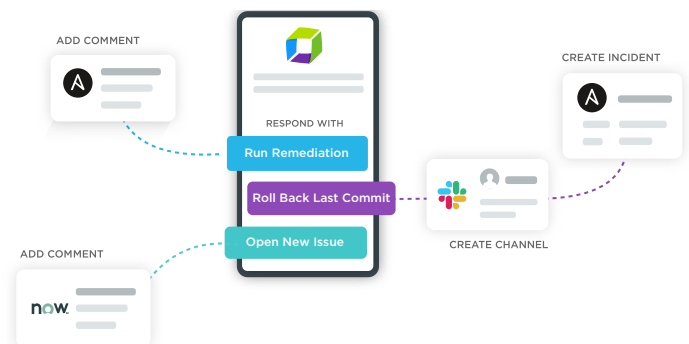 ADD COMMENT
CREATE INCIDENT
RESPOND WITH
Run Remediation
Roll Back Last Commit
Open New Issue
CREATE CHANNEL
ADD COMMENT
now